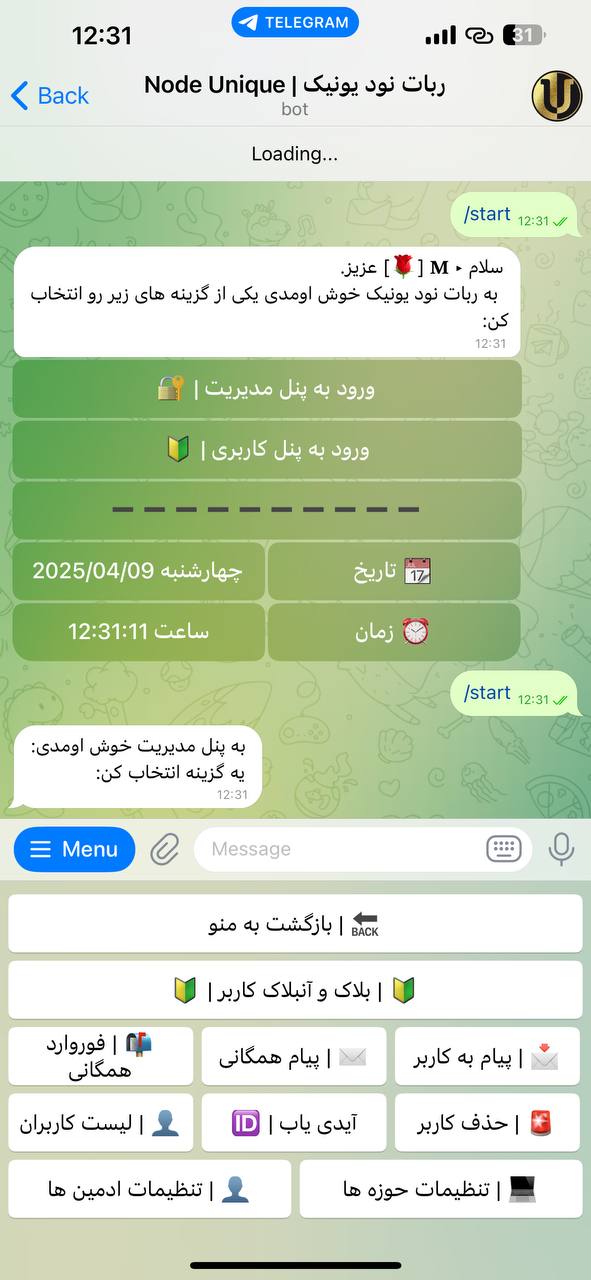 12:31
TELEGRAM
31
Back
Node Unique | ربات نود یونیک
bot
Loading...
/start 12:31
سلام ‣ 𝐌 [🌹] عزیز.
به ربات نود یونیک خوش اومدی یکی از گزینه های زیر رو انتخاب
کن:
12:31
ورود به پنل مدیریت | 🔐
ورود به پنل کاربری | 🔰
➖➖➖➖➖➖➖➖➖➖
📆 تاریخ
چهارشنبه 2025/04/09
⏰ زمان
ساعت 12:31:11
/start 12:31
به پنل مدیریت خوش اومدی:
یه گزینه انتخاب کن:
12:31
Menu
Message
🔙 | بازگشت به منو
🔰 | بلاک و آنبلاک کاربر | 🔰
📩 | پیام به کاربر
✉️ | پیام همگانی
📬 | فوروارد
همگانی
🚨 | حذف کاربر
آیدی یاب | 🆔
👤 | لیست کاربران
💻 | تنظیمات حوزه ها
👤 | تنظیمات ادمین ها